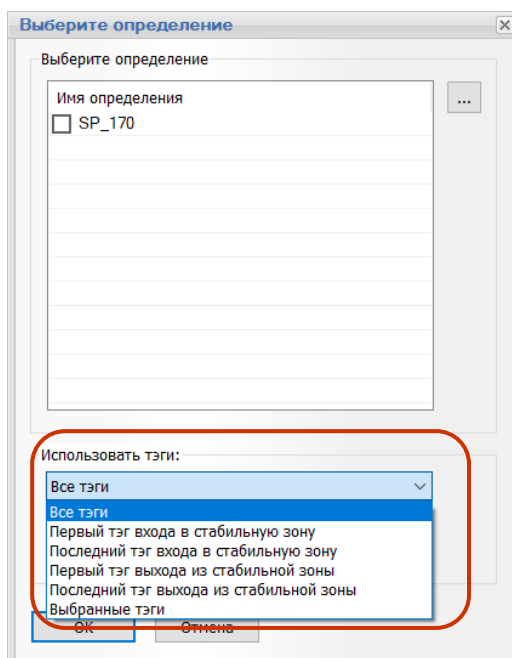 Выберите определение
Выберите определение
Имя определения
...
SP_170
Использовать тэги:
Все тэги
Все тэги
Первый тэг входа в стабильную зону
Последний тэг входа в стабильную зону
Первый тэг выхода из стабильной зоны
Последний тэг выхода из стабильной зоны
Выбранные тэги
ОК Отмена